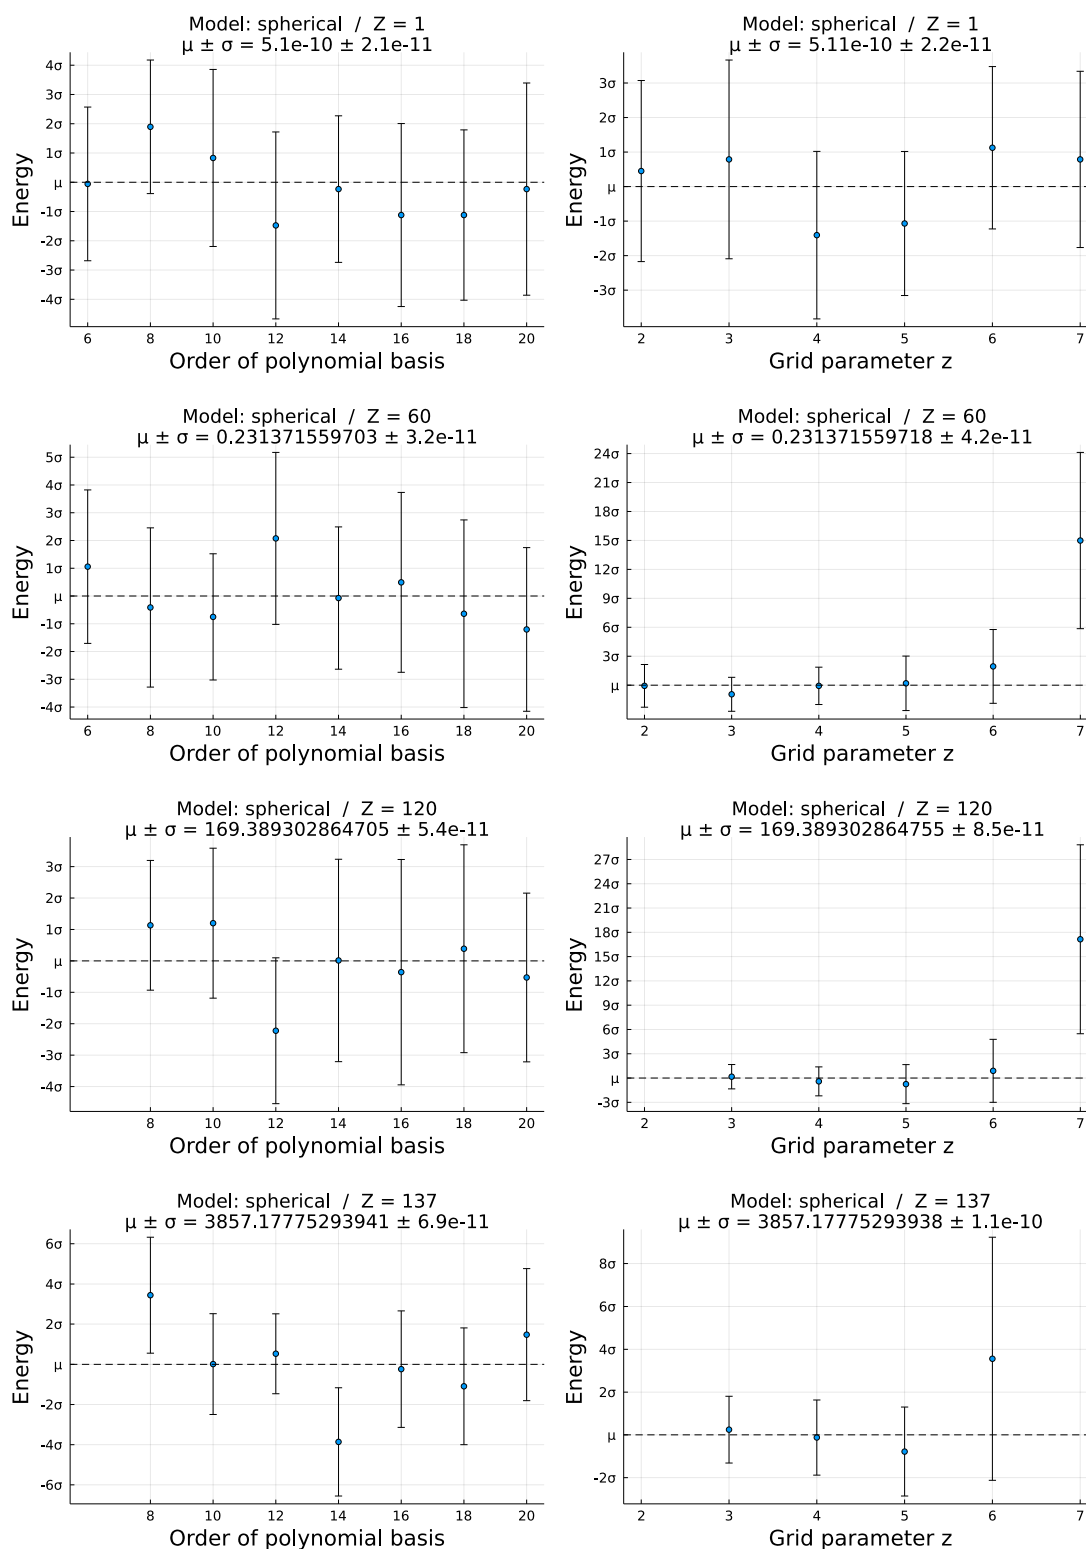 Model: spherical / Z = 1
μ ± σ = 5.1e-10 ± 2.1e-11
4σ
3σ
2σ
1σ
μ
-1σ
-2σ
-3σ
-4σ
Energy
6 8 10 12 14 16 18 20
Order of polynomial basis
Model: spherical / Z = 1
μ ± σ = 5.11e-10 ± 2.2e-11
3σ
2σ
1σ
μ
-1σ
-2σ
-3σ
Energy
2 3 4 5 6 7
Grid parameter z
Model: spherical / Z = 60
μ ± σ = 0.231371559703 ± 3.2e-11
5σ
4σ
3σ
2σ
1σ
μ
-1σ
-2σ
-3σ
-4σ
Energy
6 8 10 12 14 16 18 20
Order of polynomial basis
Model: spherical / Z = 60
μ ± σ = 0.231371559718 ± 4.2e-11
24σ
21σ
18σ
15σ
12σ
9σ
6σ
3σ
μ
Energy
2 3 4 5 6 7
Grid parameter z
Model: spherical / Z = 120
μ ± σ = 169.389302864705 ± 5.4e-11
3σ
2σ
1σ
μ
-1σ
-2σ
-3σ
-4σ
Energy
8 10 12 14 16 18 20
Order of polynomial basis
Model: spherical / Z = 120
μ ± σ = 169.389302864755 ± 8.5e-11
27σ
24σ
21σ
18σ
15σ
12σ
9σ
6σ
3σ
μ
-3σ
Energy
2 3 4 5 6 7
Grid parameter z
Model: spherical / Z = 137
μ ± σ = 3857.17775293941 ± 6.9e-11
6σ
4σ
2σ
μ
-2σ
-4σ
-6σ
Energy
8 10 12 14 16 18 20
Order of polynomial basis
Model: spherical / Z = 137
μ ± σ = 3857.17775293938 ± 1.1e-10
8σ
6σ
4σ
2σ
μ
-2σ
Energy
2 3 4 5 6 7
Grid parameter z